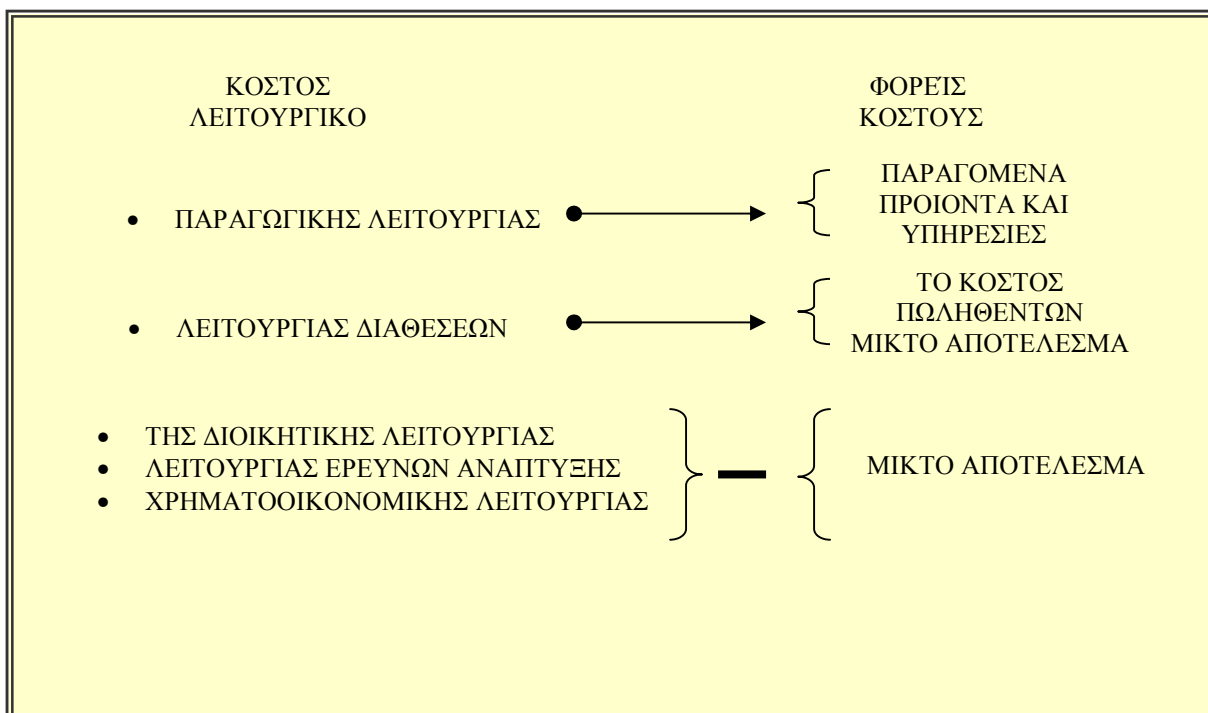 ΚΟΣΤΟΣ
ΛΕΙΤΟΥΡΓΙΚΟ
ΦΟΡΕΊΣ
ΚΟΣΤΟΥΣ
• ΠΑΡΑΓΩΓΙΚΗΣ ΛΕΙΤΟΥΡΓΙΑΣ
ΠΑΡΑΓΟΜΕΝΑ
ΠΡΟΙΟΝΤΑ ΚΑΙ
ΥΠΗΡΕΣΙΕΣ
• ΛΕΙΤΟΥΡΓΙΑΣ ΔΙΑΘΕΣΕΩΝ
ΤΟ ΚΟΣΤΟΣ
ΠΩΛΗΘΕΝΤΩΝ
ΜΙΚΤΟ ΑΠΟΤΕΛΕΣΜΑ
• ΤΗΣ ΔΙΟΙΚΗΤΙΚΗΣ ΛΕΙΤΟΥΡΓΙΑΣ
• ΛΕΙΤΟΥΡΓΙΑΣ ΕΡΕΥΝΩΝ ΑΝΑΠΤΥΞΗΣ
• ΧΡΗΜΑΤΟΟΙΚΟΝΟΜΙΚΗΣ ΛΕΙΤΟΥΡΓΙΑΣ
ΜΙΚΤΟ ΑΠΟΤΕΛΕΣΜΑ